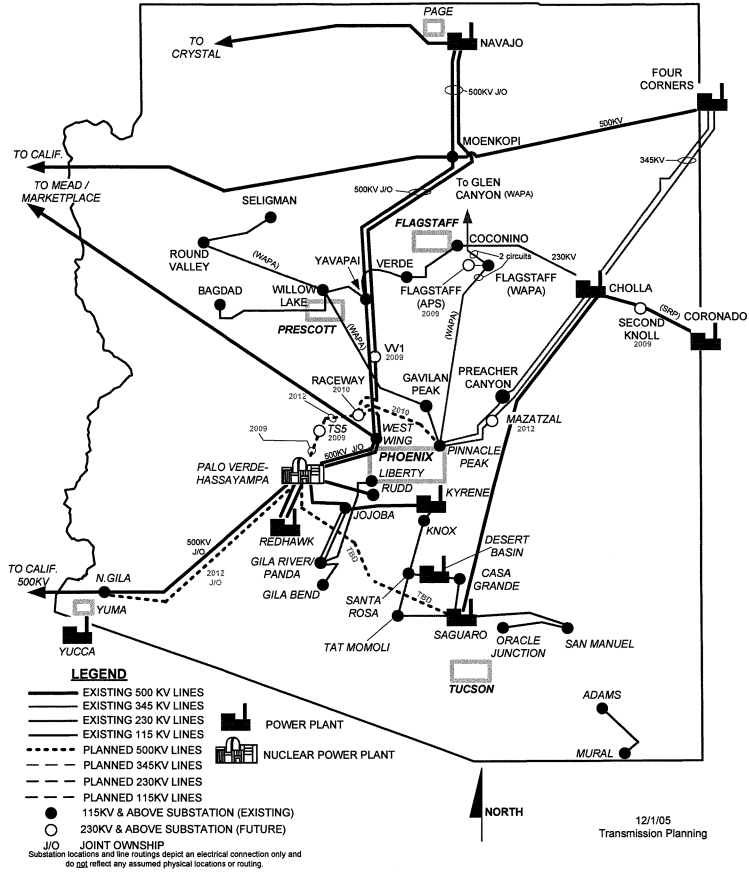 PAGE
TO
CRYSTAL
NAVAJO
FOUR
CORNERS
500KV J/O
500KV
MOENKOPI
345KV
TO CALIF.
TO MEAD /
MARKETPLACE
500KV J/O
To GLEN
CANYON (WAPA)
SELIGMAN
FLAGSTAFF
COCONINO
ROUND
VALLEY
(WAPA)
YAVAPAI
VERDE
2 circuits
230KV
FLAGSTAFF
(APS)
2009
FLAGSTAFF
(WAPA)
CHOLLA
BAGDAD
WILLOW
LAKE
PRESCOTT
(WAPA)
(WAPA)
(SRP)
CORONADO
SECOND
KNOLL
2009
VV1
2009
RACEWAY
2010
GAVILAN
PEAK
PREACHER
CANYON
2012
2010
MAZATZAL
2012
TS5
2009
2009
WEST
WING
500KV J/O
PHOENIX
PINNACLE
PEAK
PALO VERDE-
HASSAYAMPA
LIBERTY
RUDD
KYRENE
JOJOBA
REDHAWK
KNOX
500KV
J/O
TBD
DESERT
BASIN
GILA RIVER/
PANDA
2012
J/O
TO CALIF.
500KV
N.GILA
GILA BEND
SANTA
ROSA
TBD
CASA
GRANDE
YUMA
YUCCA
TAT MOMOLI
SAGUARO
ORACLE
JUNCTION
SAN MANUEL
TUCSON
LEGEND
EXISTING 500 KV LINES
EXISTING 345 KV LINES
EXISTING 230 KV LINES
EXISTING 115 KV LINES
PLANNED 500KV LINES
PLANNED 345KV LINES
PLANNED 230KV LINES
PLANNED 115KV LINES
115KV & ABOVE SUBSTATION (EXISTING)
230KV & ABOVE SUBSTATION (FUTURE)
J/O JOINT OWNSHIP
Substation locations and line routings depict an electrical connection only and
do not reflect any assumed physical locations or routing.
POWER PLANT
NUCLEAR POWER PLANT
ADAMS
MURAL
NORTH
12/1/05
Transmission Planning